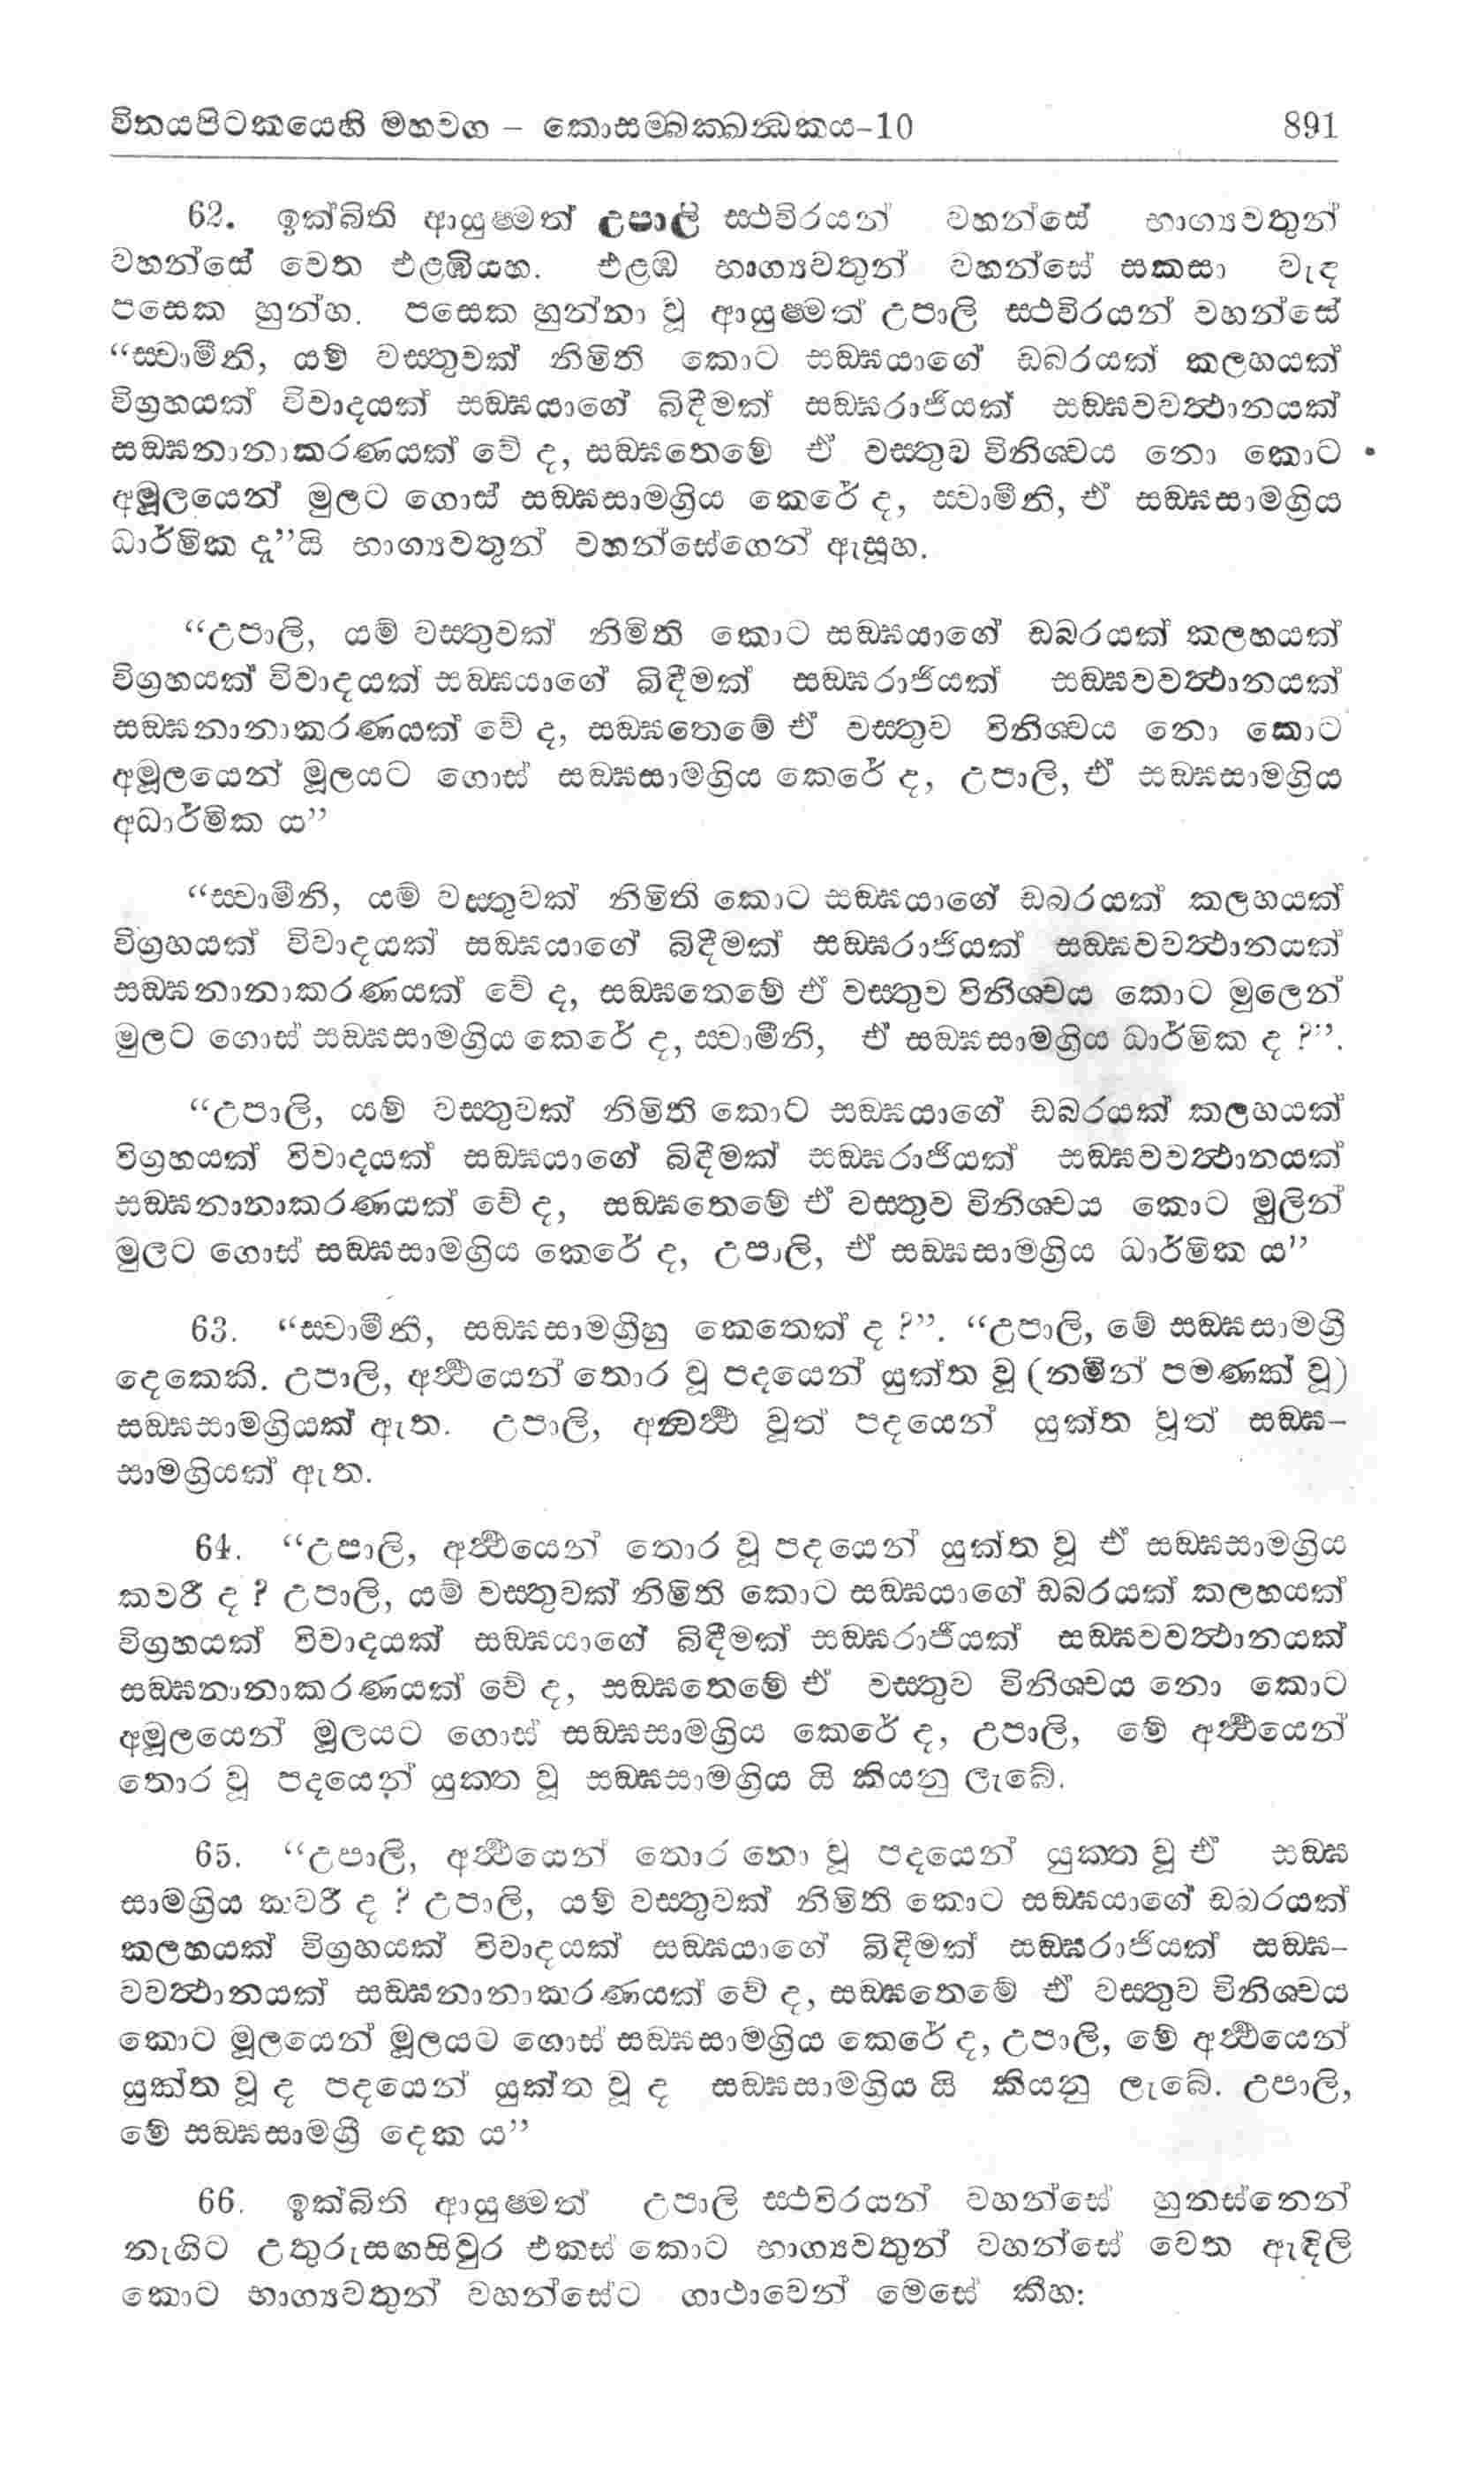 විනයපිටකයෙහි මහවග – කොසමබකඛන්ධකය–10 891
62. ඉක්බිති ආයුෂ්මත් උපාලි ස්ථවිරයන් වහන්සේ භාග්‍යවතුන්
වහන්සේ වෙත එළඹියහ. එළඹ භාග්‍යවතුන් වහන්සේ සකසා වැඳ
පසෙක හුන්හ. පසෙක හුන්නා වූ ආයුෂ්මත් උපාලි ස්ථවිරයන් වහන්සේ
“ස්වාමීනි, යම් වස්තුවක් නිමිති කොට සඞ්ඝයාගේ ඩබරයක් කලහයක්
විග්‍රහයක් විවාදයක් සඞ්ඝයාගේ බිදීමක් සඞ්ඝරාජියක් සඞ්ඝවවත්‍ථානයක්
සඞ්ඝනානාකරණයක් වේ ද, සඞ්ඝතෙමේ ඒ වස්තුව විනිශ්චය නො කොට
අමූලයෙන් මුලට ගොස් සඞ්ඝසාමග්‍රිය කෙරේ ද, ස්වාමීනි, ඒ සඞ්ඝසාමග්‍රිය
ධාර්මික දැ”යි භාග්‍යවතුන් වහන්සේගෙන් ඇසූහ.
“උපාලි, යම් වස්තුවක් නිමිති කොට සඞ්ඝයාගේ ඩබරයක් කලහයක්
විග්‍රහයක් විවාදයක් සඞ්ඝයාගේ බිදීමක් සඞ්ඝරාජියක් සඞ්ඝවවත්‍ථානයක්
සඞ්ඝනානාකරණයක් වේ ද, සඞ්ඝතෙමේ ඒ වස්තුව විනිශ්චය නො කොට
අමූලයෙන් මූලයට ගොස් සඞ්ඝසාමග්‍රිය කෙරේ ද, උපාලි, ඒ සඞ්ඝසාමග්‍රිය
අධාර්මික ය”
“ස්වාමීනි, යම් වස්තුවක් නිමිති කොට සඞ්ඝයාගේ ඩබරයක් කලහයක්
විග්‍රහයක් විවාදයක් සඞ්ඝයාගේ බිදීමක් සඞ්ඝරාජියක් සඞ්ඝවවත්‍ථානයක්
සඞ්ඝනානාකරණයක් වේ ද, සඞ්ඝතෙමේ ඒ වස්තුව විනිශ්චය කොට මුලෙන්
මුලට ගොස් සඞ්ඝසාමග්‍රිය කෙරේ ද, ස්වාමීනි, ඒ සඞ්ඝසාමග්‍රිය ධාර්මික ද ?”.
“උපාලි, යම් වස්තුවක් නිමිති කොට සඞ්ඝයාගේ ඩබරයක් කලහයක්
විග්‍රහයක් විවාදයක් සඞ්ඝයාගේ බිදීමක් සඞ්ඝරාජියක් සඞ්ඝවවත්‍ථානයක්
සඞ්ඝනානාකරණයක් වේ ද, සඞ්ඝතෙමේ ඒ වස්තුව විනිශ්චය කොට මුලින්
මුලට ගොස් සඞ්ඝසාමග්‍රිය කෙරේ ද, උපාලි, ඒ සඞ්ඝසාමග්‍රිය ධාර්මික ය”
63. “ස්වාමීනි, සඞ්ඝසාමග්‍රීහු කෙතෙක් ද ?”. “උපාලි, මේ සඞ්ඝසාමග්‍රී
දෙකෙකි. උපාලි, අර්ත්‍ථයෙන් තොර වූ පදයෙන් යුක්ත වූ (නමින් පමණක් වූ)
සඞ්ඝසාමග්‍රියක් ඇත. උපාලි, අන්වර්ත්‍ථ වූත් පදයෙන් යුක්ත වූත් සඞ්ඝ–
සාමග්‍රියක් ඇත.
64. “උපාලි, අර්ත්‍ථයෙන් තොර වූ පදයෙන් යුක්ත වූ ඒ සඞ්ඝසාමග්‍රිය
කවරී ද ? උපාලි, යම් වස්තුවක් නිමිති කොට සඞ්ඝයාගේ ඩබරයක් කලහයක්
විග්‍රහයක් විවාදයක් සඞ්ඝයාගේ බිදීමක් සඞ්ඝරාජියක් සඞ්ඝවවත්‍ථානයක්
සඞ්ඝනානාකරණයක් වේ ද, සඞ්ඝතෙමේ ඒ වස්තුව විනිශ්චය නො කොට
අමූලයෙන් මූලයට ගොස් සඞ්ඝසාමග්‍රිය කෙරේ ද, උපාලි, මේ අර්ත්‍ථයෙන්
තොර වූ පදයෙන් යුක්ත වූ සඞ්ඝසාමග්‍රිය යි කියනු ලැබේ.
65. “උපාලි, අර්ත්‍ථයෙන් තොර නො වූ පදයෙන් යුක්ත වූ ඒ සඞ්ඝ
සාමග්‍රිය කවරී ද ? උපාලි, යම් වස්තුවක් නිමිති කොට සඞ්ඝයාගේ ඩබරයක්
කලහයක් විග්‍රහයක් විවාදයක් සඞ්ඝයාගේ බිදීමක් සඞ්ඝරාජියක් සඞ්ඝ–
වවත්‍ථානයක් සඞ්ඝනානාකරණයක් වේ ද, සඞ්ඝතෙමේ ඒ වස්තුව විනිශ්චය
කොට මූලයෙන් මූලයට ගොස් සඞ්ඝසාමග්‍රිය කෙරේ ද, උපාලි, මේ අර්ත්‍ථයෙන්
යුක්ත වූ ද පදයෙන් යුක්ත වූ ද සඞ්ඝසාමග්‍රිය යි කියනු ලැබේ. උපාලි,
මේ සඞ්ඝසාමග්‍රී දෙක ය”
66. ඉක්බිති ආයුෂ්මත් උපාලි ස්ථවිරයන් වහන්සේ හුනස්නෙන්
නැගිට උතුරුසඟසිවුර එකස් කොට භාග්‍යවතුන් වහන්සේ වෙත ඇඳිලි
කොට භාග්‍යවතුන් වහන්සේට ගාථාවෙන් මෙසේ කීහ: